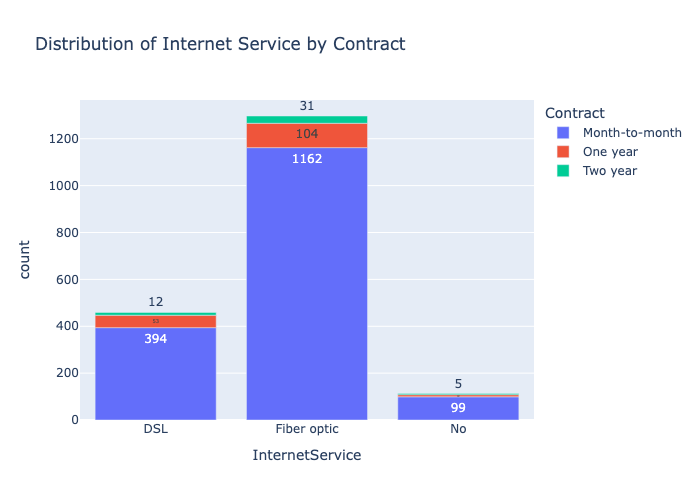 Distribution of Internet Service by Contract
31
Contract
Month-to-month
One year
Two year
1200
1000
800
600
400
200
0
104
1162
12
394
5
99
count
DSL
Fiber optic
No
InternetService